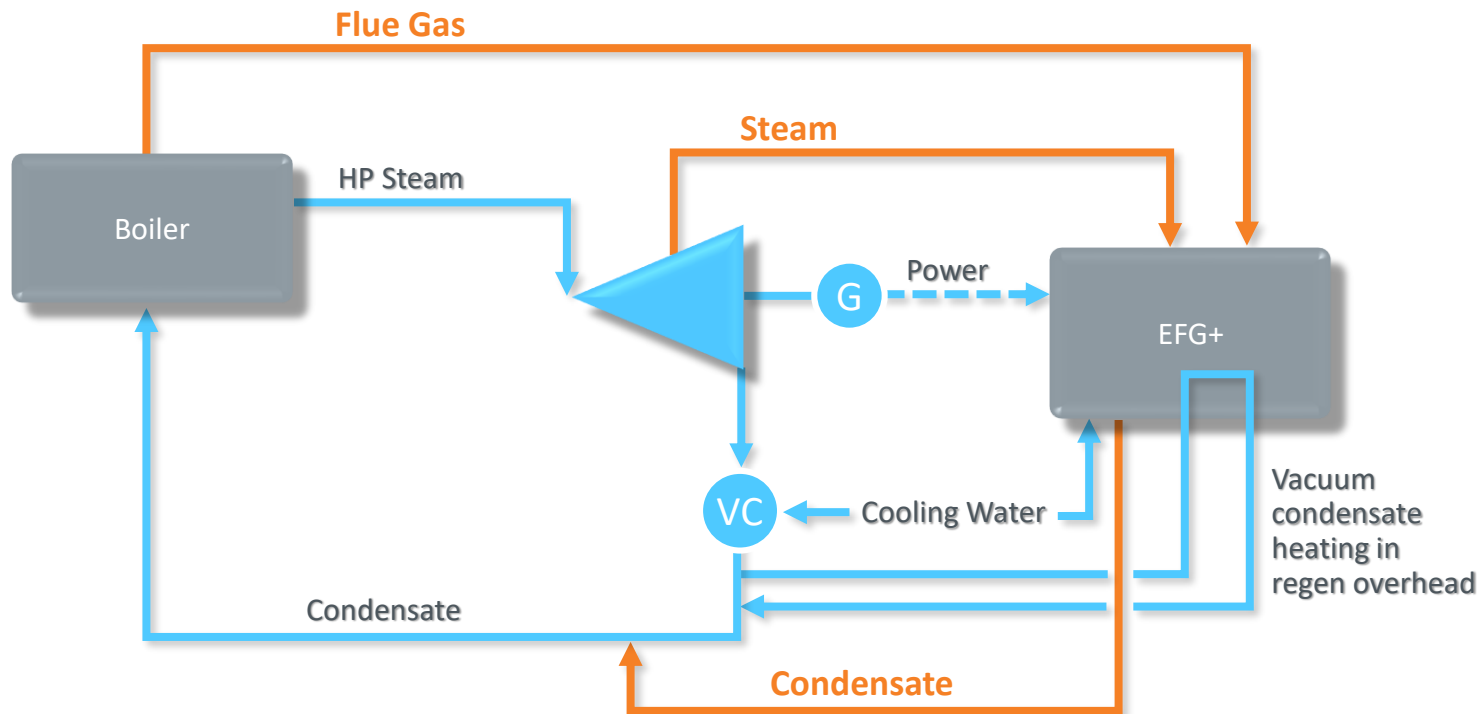 Flue Gas
Steam
HP Steam
Boiler
Power
G
EFG+
VC
Cooling Water
Vacuum
condensate
heating in
regen overhead
Condensate
Condensate